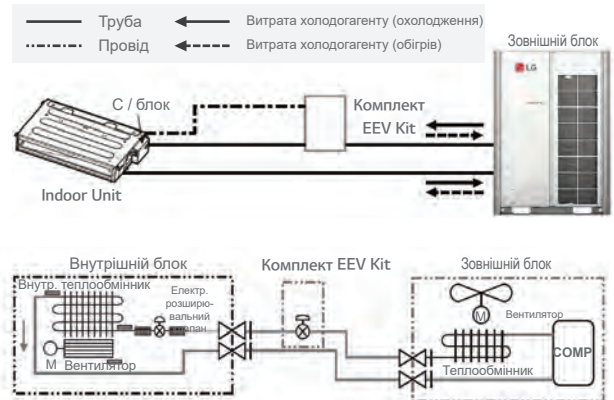 Труба
Витрата холодогагенту (охолодження)
Провід
Витрата холодогагенту (обігрів)
Зовнішній блок
LG
С / блок
Комплект
EEV Kit
Indoor Unit
Внутрішній блок
Комплект EEV Kit
Зовнішній блок
Внутр. теплообмінник
Електр.
розширю-
вальний
М
Вентилятор
М
Вентилятор
COMP
Теплообмінник